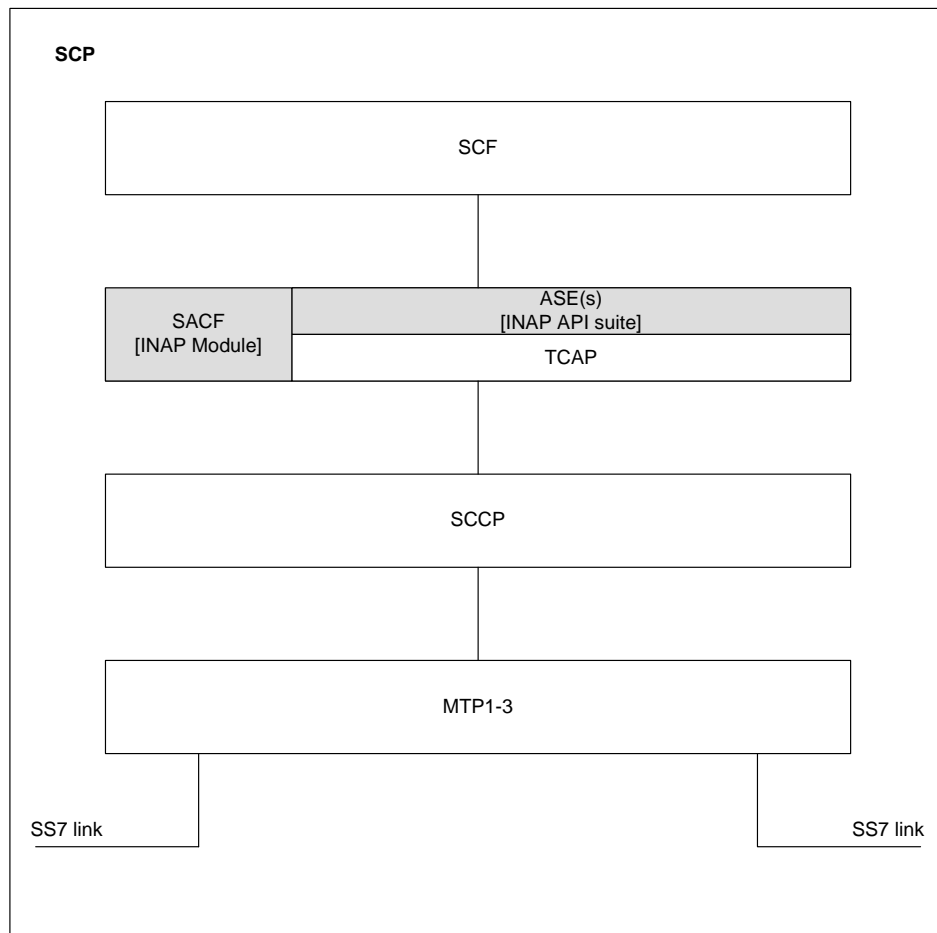 SCP
SCF
SACF
[INAP Module]
ASE(s)
[INAP API suite]
TCAP
SCCP
MTP1-3
SS7 link
SS7 link